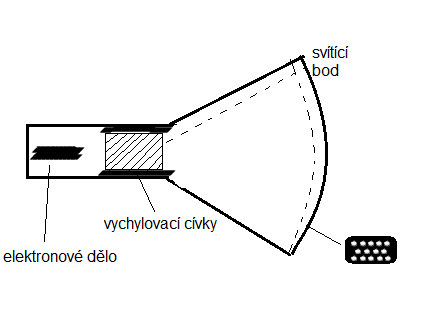 svítící
bod
vychylovací cívky
elektronové dělo